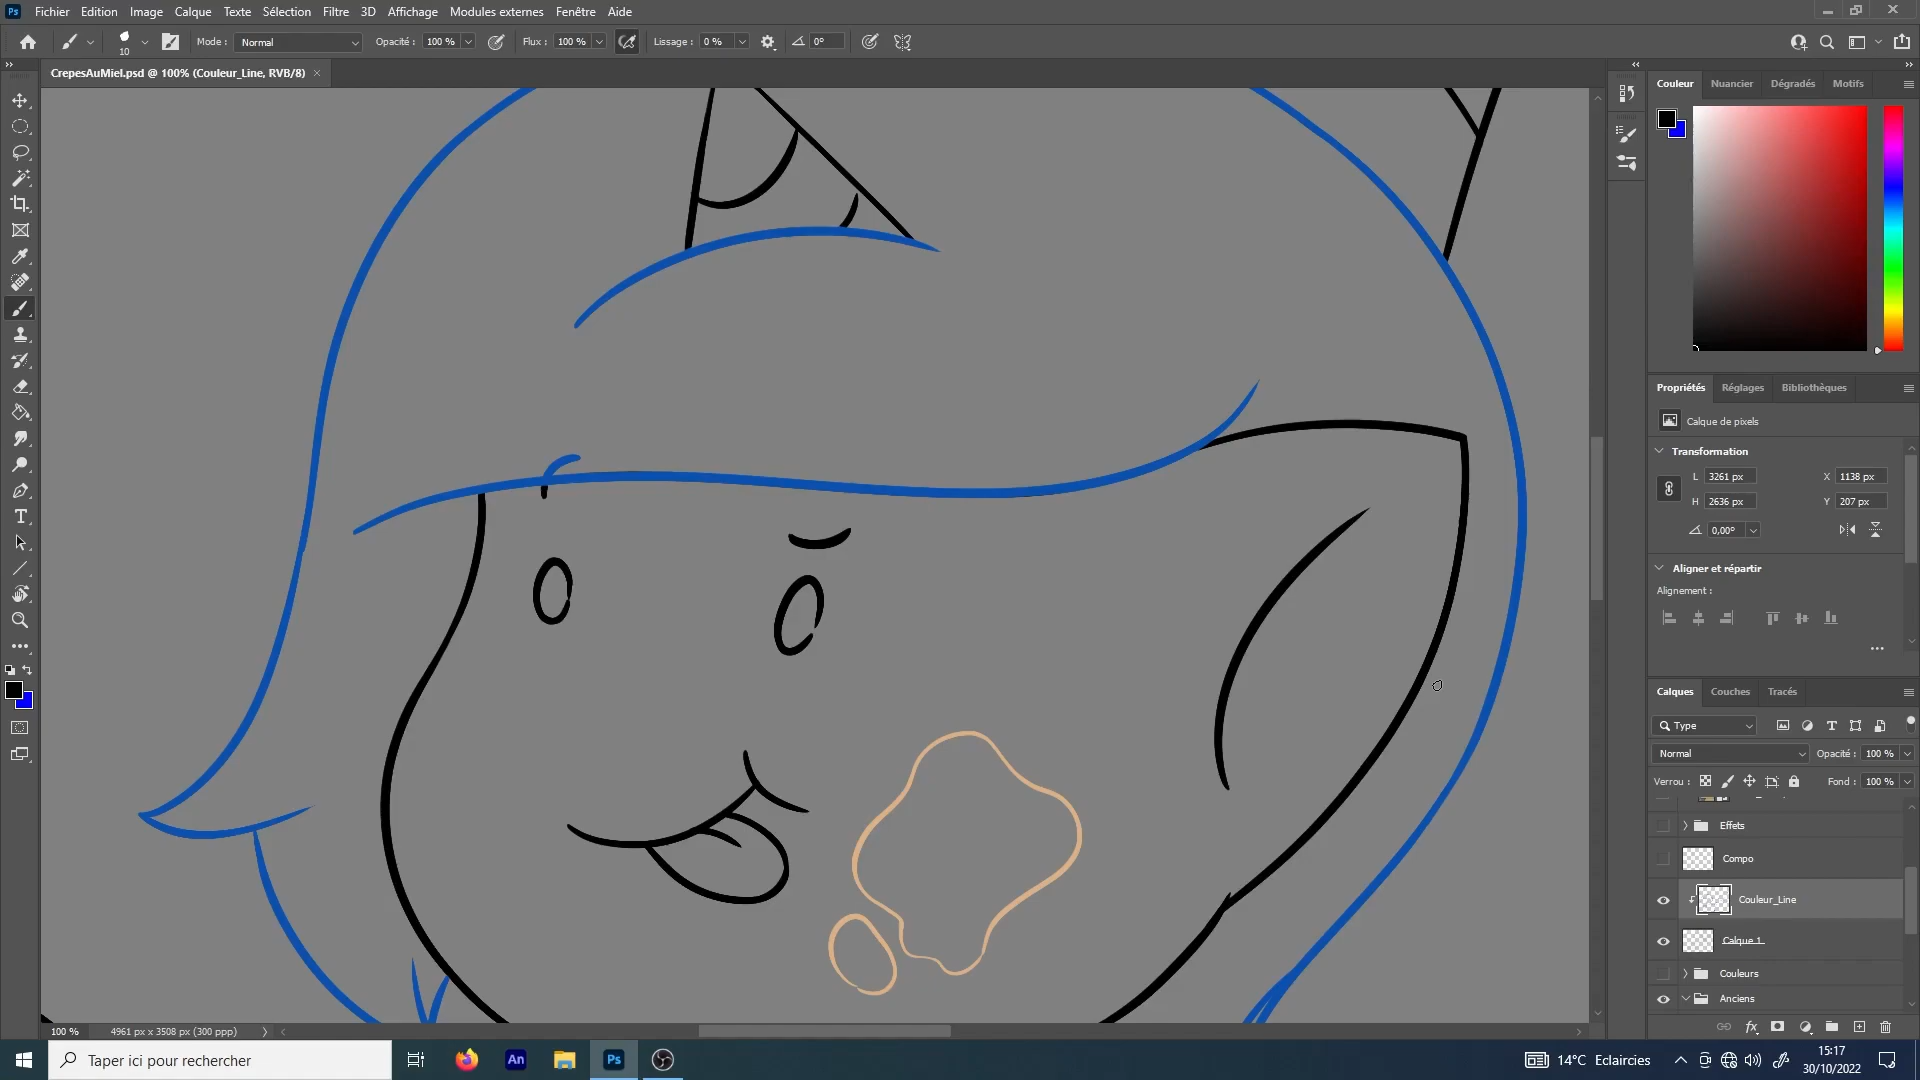 Ps Fichier Edition Image Calque Texte Sélection Filtre 3D Affichage Modules externes Fenêtre Aide
10 Mode : Normal Opacité : 100 % Flux : 100 % Lissage : 0 % 0°
CrepesAuMiel.psd @ 100% (Couleur_Line, RVB/8) ×
Couleur Nuancier Dégradés Motifs
Propriétés Réglages Bibliothèques
Calque de pixels
Transformation
L 3261 px X 1138 px
H 2636 px Y 207 px
0,00°
Aligner et répartir
Alignement :
Calques Couches Tracés
Type
Normal Opacité : 100 %
Verrou : Fond : 100 %
Effets
Compo
Couleur_Line
Calque 1
Couleurs
Anciens
100 % 4961 px x 3508 px (300 ppp)
Taper ici pour rechercher An Ps 14°C Eclaircies 15:17
30/10/2022